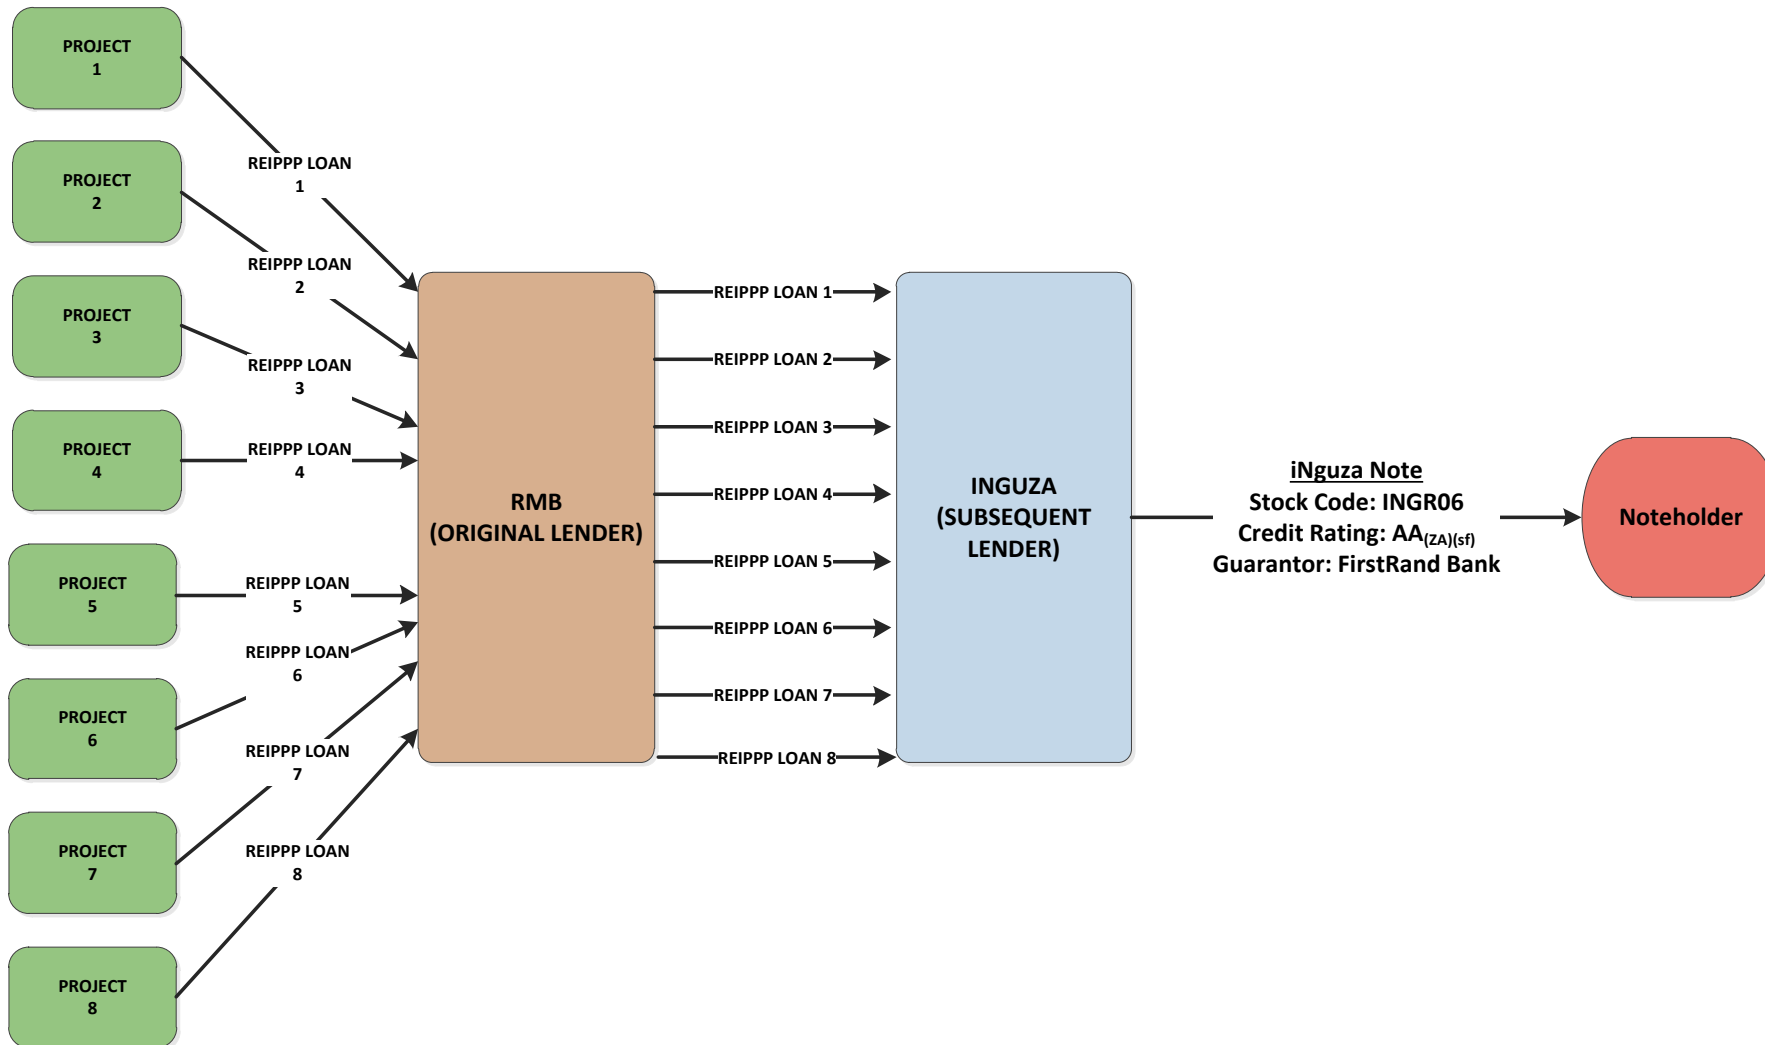 PROJECT
1
PROJECT
2
PROJECT
3
PROJECT
4
PROJECT
5
PROJECT
6
PROJECT
7
PROJECT
8
REIPPP LOAN
1
REIPPP LOAN
2
REIPPP LOAN
3
REIPPP LOAN
4
REIPPP LOAN
5
REIPPP LOAN
6
REIPPP LOAN
7
REIPPP LOAN
8
RMB
(ORIGINAL LENDER)
REIPPP LOAN 1
REIPPP LOAN 2
REIPPP LOAN 3
REIPPP LOAN 4
REIPPP LOAN 5
REIPPP LOAN 6
REIPPP LOAN 7
REIPPP LOAN 8
INGUZA
(SUBSEQUENT
LENDER)
iNguza Note
Stock Code: INGR06
Credit Rating: AA(ZA)(sf)
Guarantor: FirstRand Bank
Noteholder